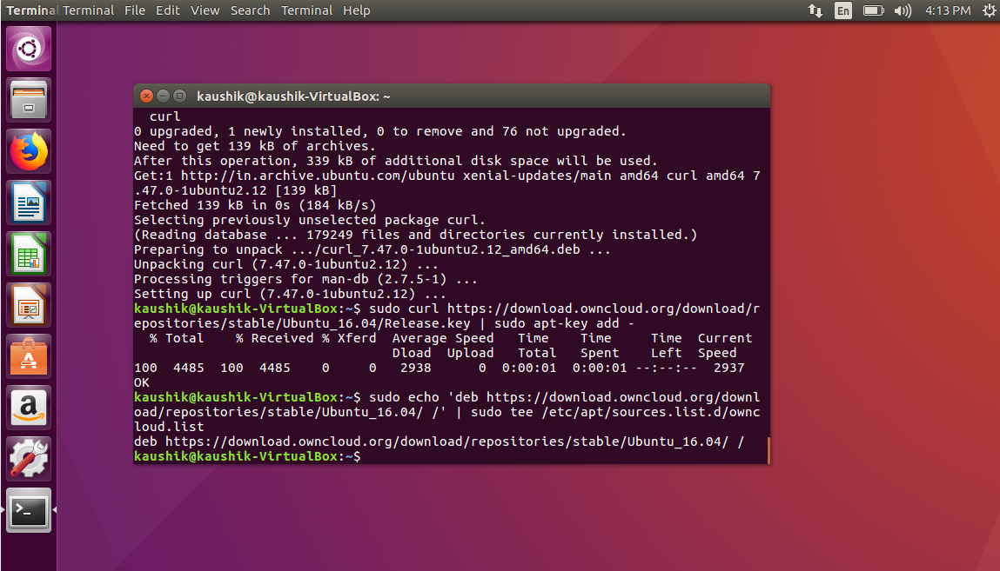 Terminal Terminal File Edit View Search Terminal Help En 4:13 PM
kaushik@kaushik-VirtualBox: ~
curl
0 upgraded, 1 newly installed, 0 to remove and 76 not upgraded.
Need to get 139 kB of archives.
After this operation, 339 kB of additional disk space will be used.
Get:1 http://in.archive.ubuntu.com/ubuntu xenial-updates/main amd64 curl amd64 7
.47.0-1ubuntu2.12 [139 kB]
Fetched 139 kB in 0s (184 kB/s)
Selecting previously unselected package curl.
(Reading database ... 179249 files and directories currently installed.)
Preparing to unpack .../curl_7.47.0-1ubuntu2.12_amd64.deb ...
Unpacking curl (7.47.0-1ubuntu2.12) ...
Processing triggers for man-db (2.7.5-1) ...
Setting up curl (7.47.0-1ubuntu2.12) ...
kaushik@kaushik-VirtualBox:~$ sudo curl https://download.owncloud.org/download/r
epositories/stable/Ubuntu_16.04/Release.key | sudo apt-key add -
% Total % Received % Xferd Average Speed Time Time Time Current
Dload Upload Total Spent Left Speed
100 4485 100 4485 0 0 2938 0 0:00:01 0:00:01 --:--:-- 2937
OK
kaushik@kaushik-VirtualBox:~$ sudo echo 'deb https://download.owncloud.org/downl
oad/repositories/stable/Ubuntu_16.04/ /' | sudo tee /etc/apt/sources.list.d/ownc
loud.list
deb https://download.owncloud.org/download/repositories/stable/Ubuntu_16.04/ /
kaushik@kaushik-VirtualBox:~$